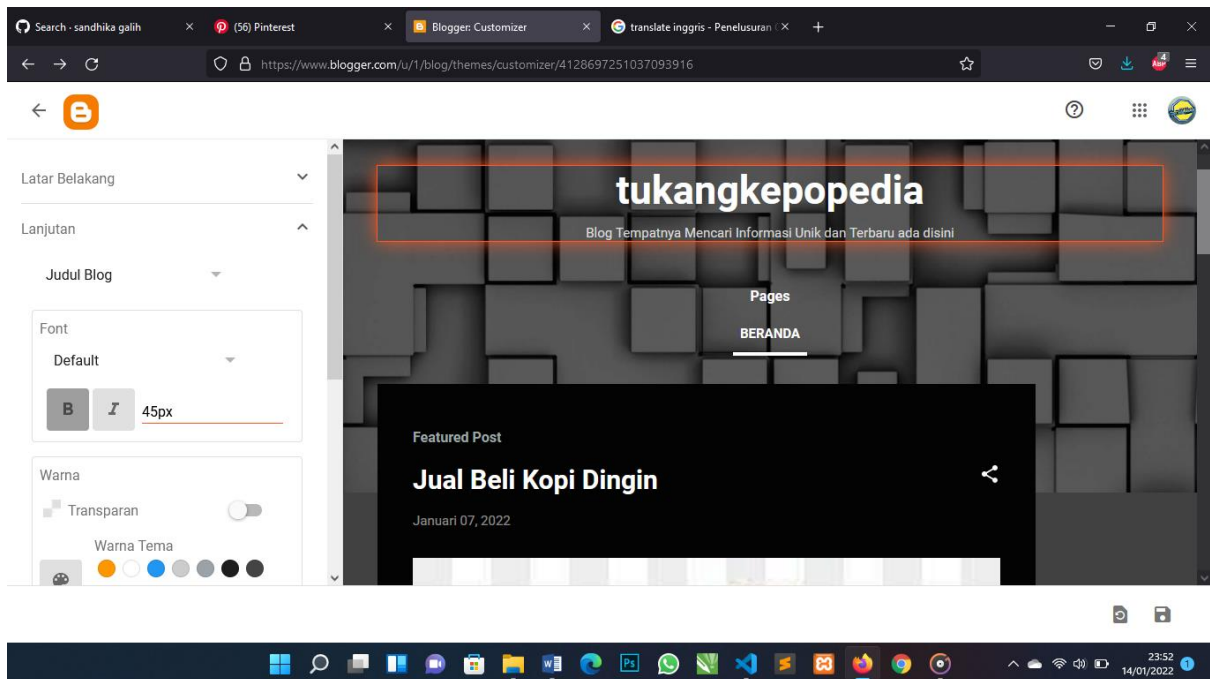 Search · sandhika galih
(56) Pinterest
Blogger: Customizer
translate inggris - Penelusuran
https://www.blogger.com/u/1/blog/themes/customizer/4128697251037093916
4
Latar Belakang
Lanjutan
Judul Blog
Font
Default
B I 45px
Warna
Transparan
Warna Tema
tukangkepopedia
Blog Tempatnya Mencari Informasi Unik dan Terbaru ada disini
Pages
BERANDA
Featured Post
Jual Beli Kopi Dingin
Januari 07, 2022
Ps
23:52
14/01/2022
1